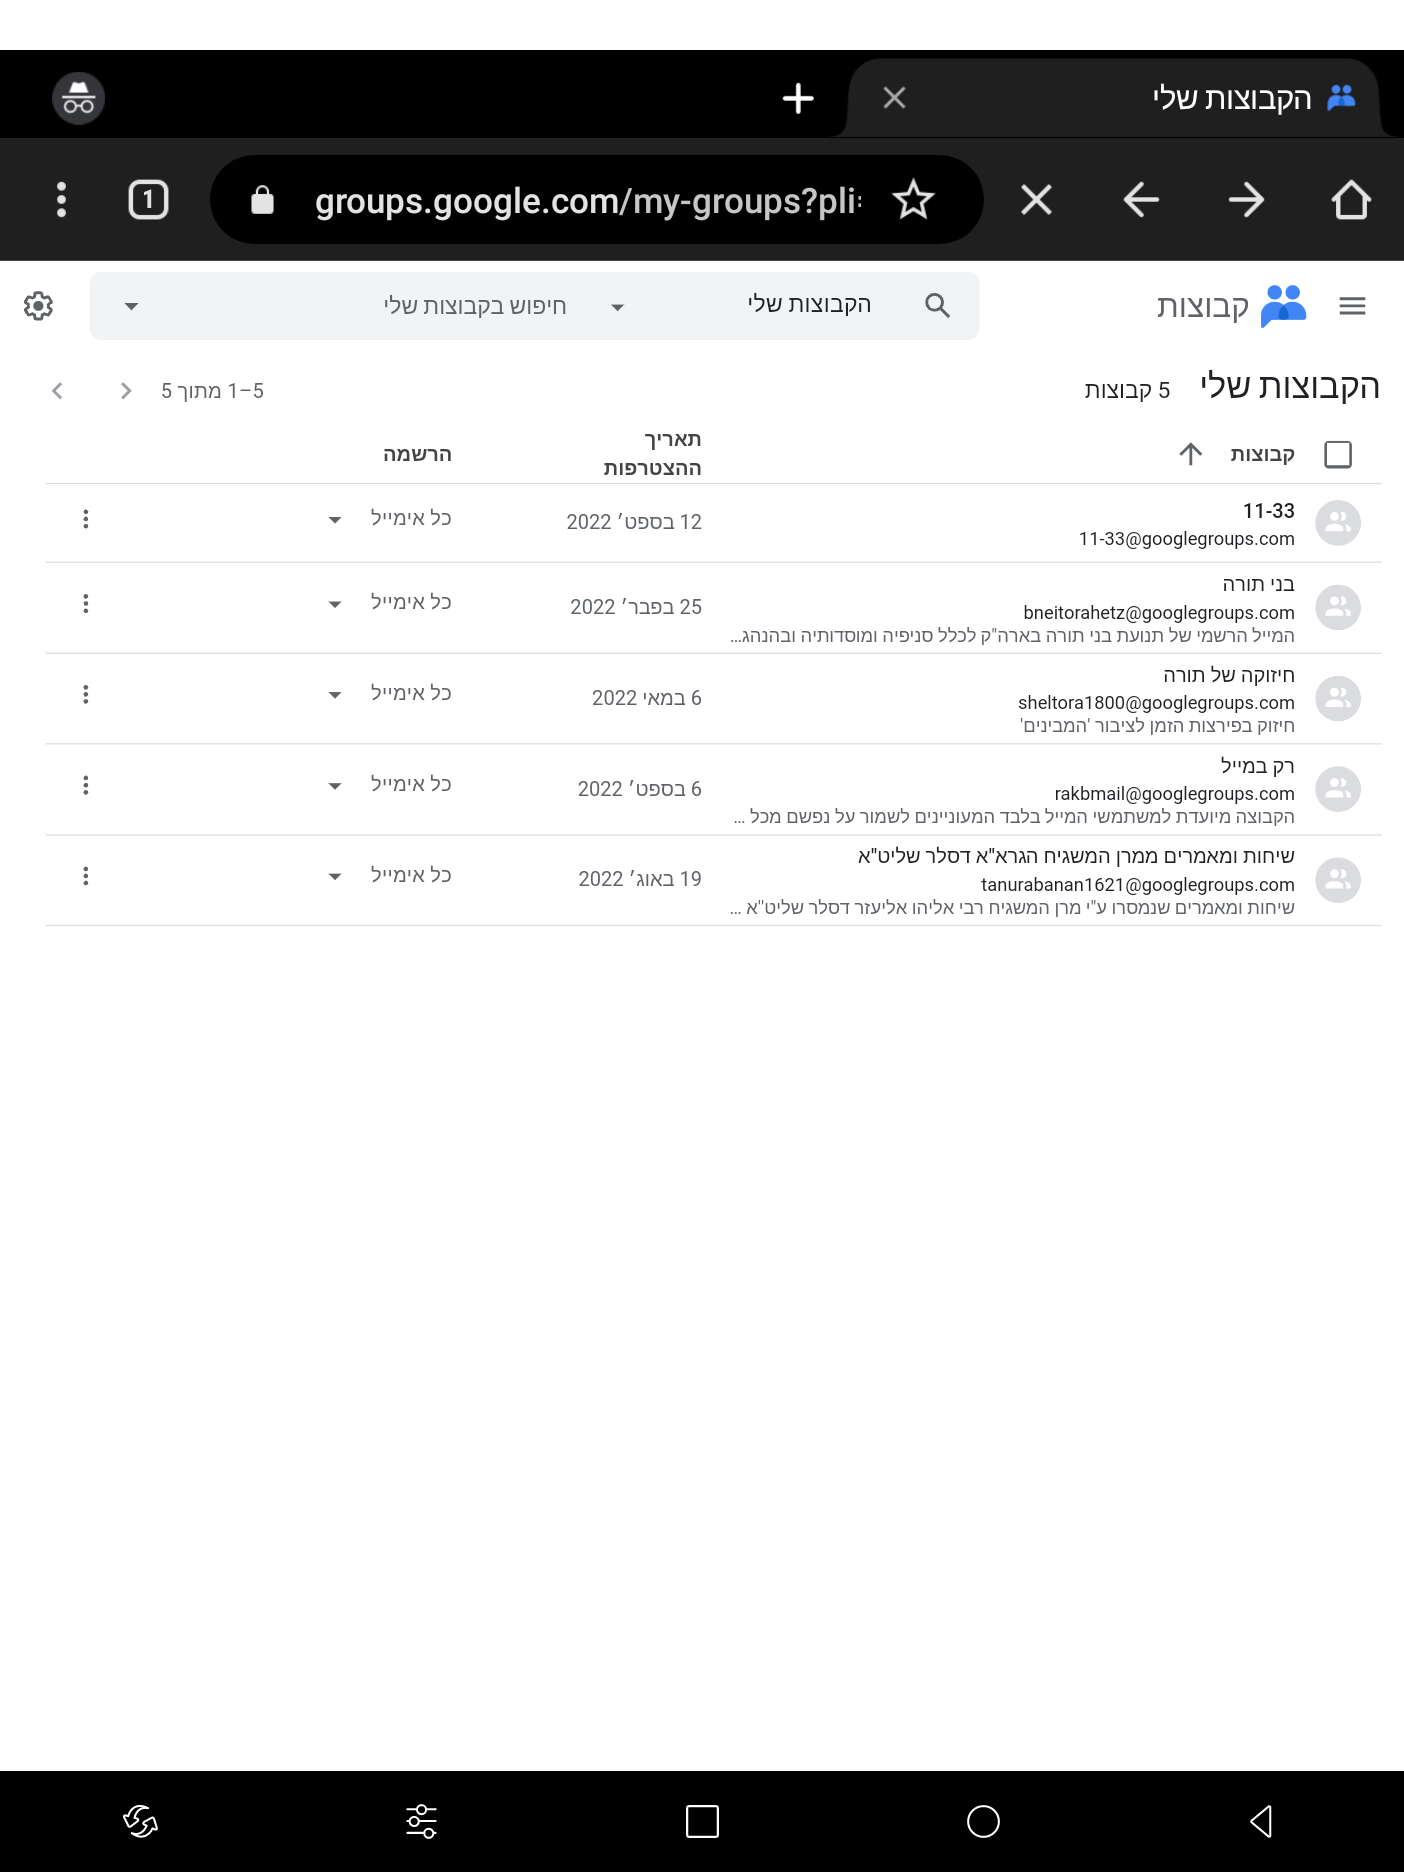 הקבוצות שלי
1
groups.google.com/my-groups?pli
קבוצות
הקבוצות שלי
חיפוש בקבוצות שלי
הקבוצות שלי
5 קבוצות
1–5 מתוך 5
קבוצות
תאריך ההצטרפות
הרשמה
11-33
11-33@googlegroups.com
12 בספט׳ 2022
כל אימייל
בני תורה
bneitorahetz@googlegroups.com
המייל הרשמי של תנועת בני תורה בארה"ק לכלל סניפיה ומוסדותיה ובהנהג...
25 בפבר׳ 2022
כל אימייל
חיזוקה של תורה
sheltora1800@googlegroups.com
חיזוק בפירצות הזמן לציבור 'המבינים'
6 במאי 2022
כל אימייל
רק במייל
rakbmail@googlegroups.com
הקבוצה מיועדת למשתמשי המייל בלבד המעוניינים לשמור על נפשם מכל ...
6 בספט׳ 2022
כל אימייל
שיחות ומאמרים ממרן המשגיח הגרא"א דסלר שליט"א
tanurabanan1621@googlegroups.com
שיחות ומאמרים שנמסרו ע"י מרן המשגיח רבי אליהו אליעזר דסלר שליט"א ...
19 באוג׳ 2022
כל אימייל